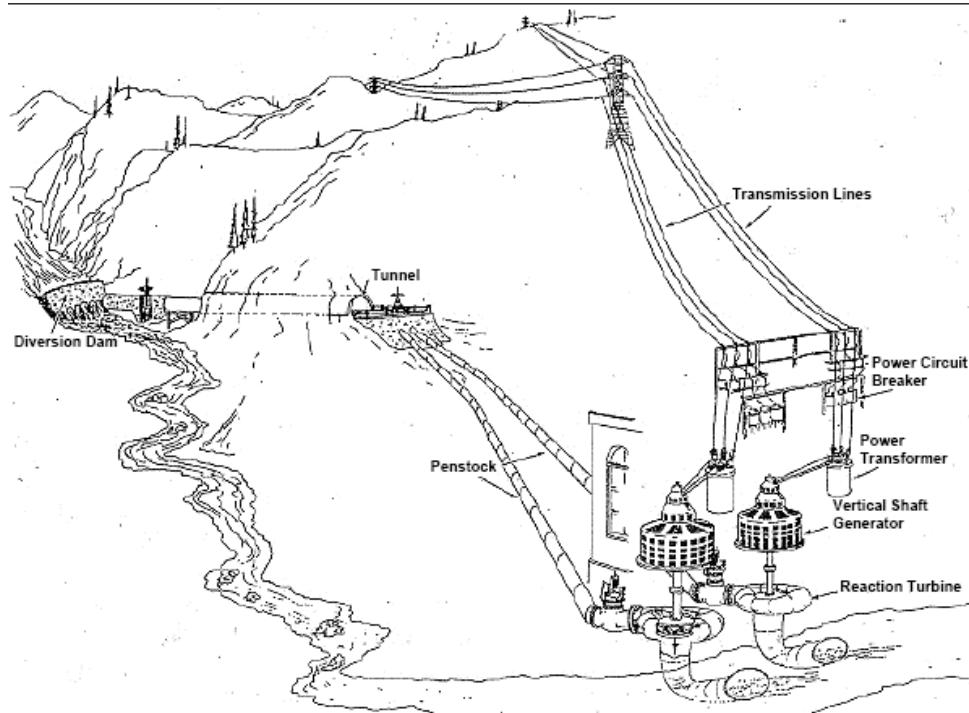 Transmission Lines
Tunnel
Diversion Dam
Power Circuit
Breaker
Penstock
Power
Transformer
Vertical Shaft
Generator
Reaction Turbine